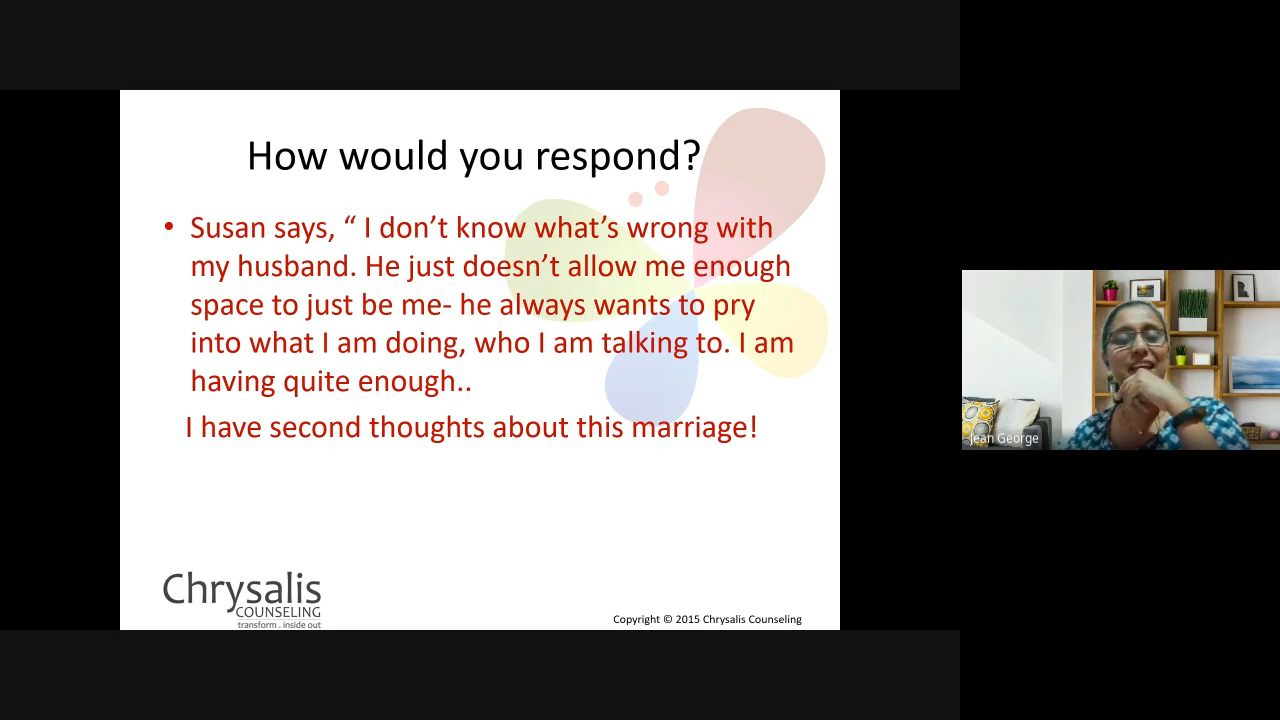 How would you respond?
• Susan says, “ I don’t know what’s wrong with
my husband. He just doesn’t allow me enough
space to just be me- he always wants to pry
into what I am doing, who I am talking to. I am
having quite enough..
I have second thoughts about this marriage!
Jean George
Chrysalis
COUNSELING
transform . inside out
Copyright © 2015 Chrysalis Counseling